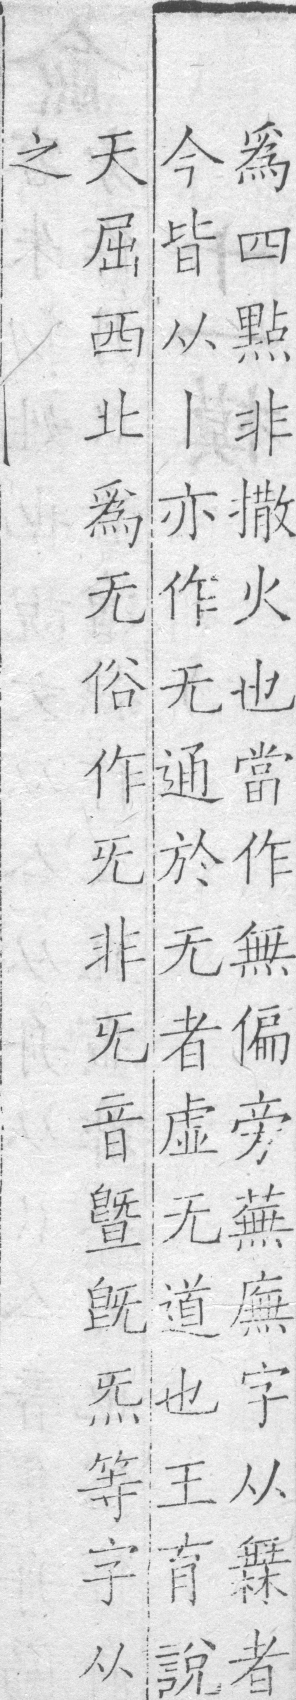 爲四點非撒火也當作無偏旁蕪廡字从𣞤者
今皆从丨亦作无通於无者虛无道也王育說
天屈西北爲无俗作旡非旡音曁旣炁等字从
之